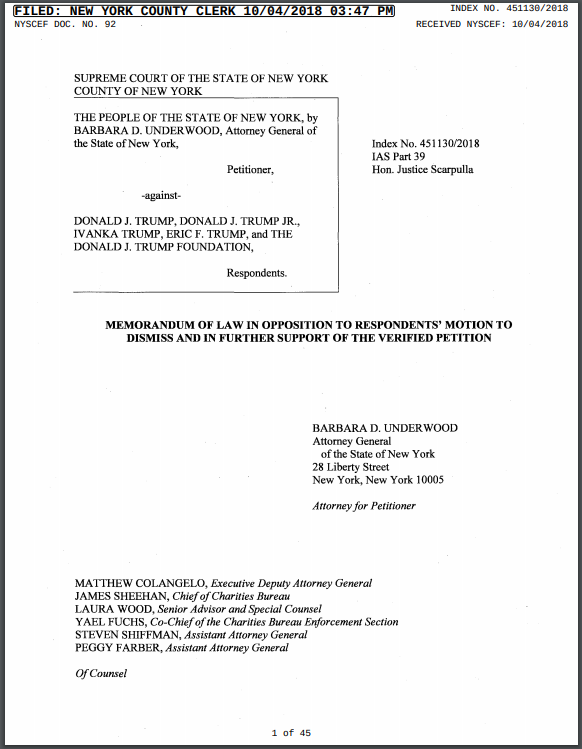 FILED: NEW YORK COUNTY CLERK 10/04/2018 03:47 PM
INDEX NO. 451130/2018
NYSCEF DOC. NO. 92
RECEIVED NYSCEF: 10/04/2018
SUPREME COURT OF THE STATE OF NEW YORK
COUNTY OF NEW YORK
THE PEOPLE OF THE STATE OF NEW YORK, by
BARBARA D. UNDERWOOD, Attorney General of
the State of New York,
Petitioner,
-against-
DONALD J. TRUMP, DONALD J. TRUMP JR.,
IVANKA TRUMP, ERIC F. TRUMP, and THE
DONALD J. TRUMP FOUNDATION,
Respondents.
Index No. 451130/2018
IAS Part 39
Hon. Justice Scarpulla
MEMORANDUM OF LAW IN OPPOSITION TO RESPONDENTS' MOTION TO
DISMISS AND IN FURTHER SUPPORT OF THE VERIFIED PETITION
BARBARA D. UNDERWOOD
Attorney General
of the State of New York
28 Liberty Street
New York, New York 10005
Attorney for Petitioner
MATTHEW COLANGELO, Executive Deputy Attorney General
JAMES SHEEHAN, Chief of Charities Bureau
LAURA WOOD, Senior Advisor and Special Counsel
YAEL FUCHS, Co-Chief of the Charities Bureau Enforcement Section
STEVEN SHIFFMAN, Assistant Attorney General
PEGGY FARBER, Assistant Attorney General
Of Counsel
1 of 45